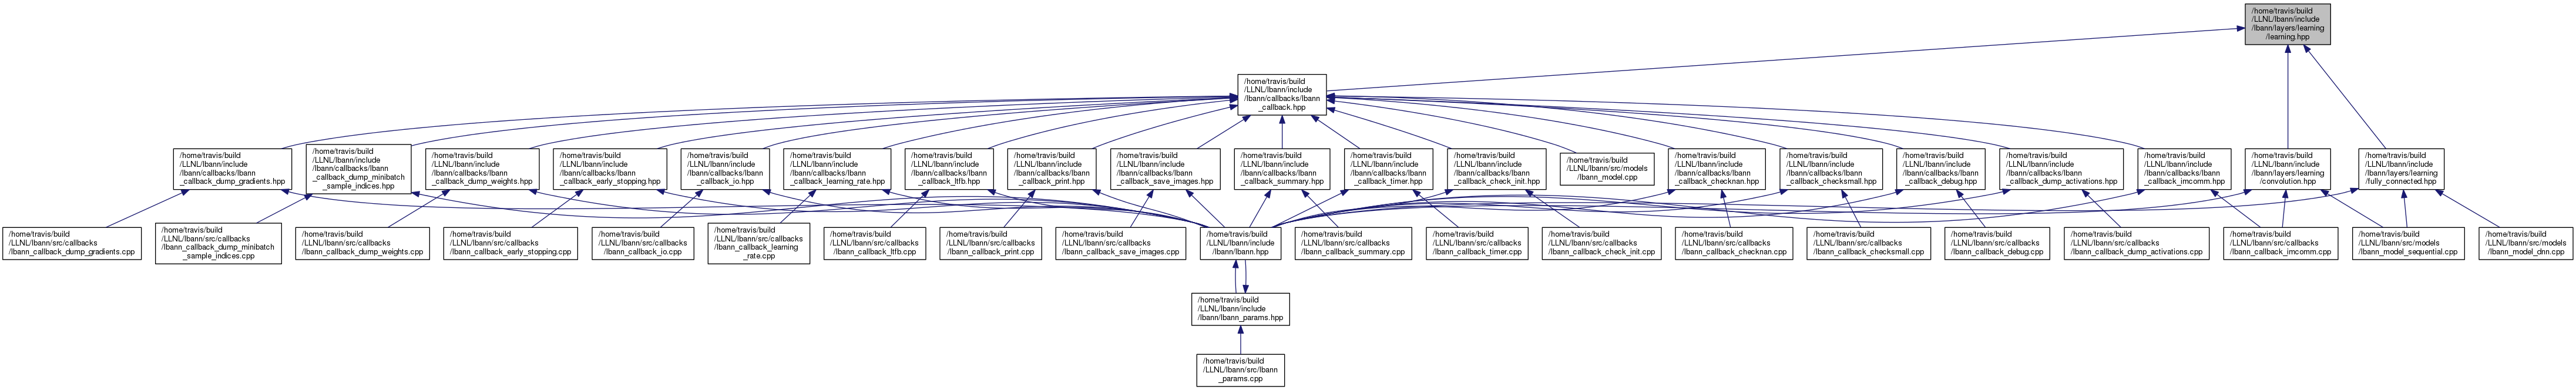 /home/travis/build
/LLNL/lbann/include
/lbann/layers/learning
/learning.hpp
/home/travis/build
/LLNL/lbann/include
/lbann/callbacks/lbann
_callback.hpp
/home/travis/build
/LLNL/lbann/include
/lbann/callbacks/lbann
_callback_dump_gradients.hpp
/home/travis/build
/LLNL/lbann/include
/lbann/callbacks/lbann
_callback_dump_minibatch
_sample_indices.hpp
/home/travis/build
/LLNL/lbann/include
/lbann/callbacks/lbann
_callback_dump_weights.hpp
/home/travis/build
/LLNL/lbann/include
/lbann/callbacks/lbann
_callback_early_stopping.hpp
/home/travis/build
/LLNL/lbann/include
/lbann/callbacks/lbann
_callback_io.hpp
/home/travis/build
/LLNL/lbann/include
/lbann/callbacks/lbann
_callback_learning_rate.hpp
/home/travis/build
/LLNL/lbann/include
/lbann/callbacks/lbann
_callback_ltfb.hpp
/home/travis/build
/LLNL/lbann/include
/lbann/callbacks/lbann
_callback_print.hpp
/home/travis/build
/LLNL/lbann/include
/lbann/callbacks/lbann
_callback_save_images.hpp
/home/travis/build
/LLNL/lbann/include
/lbann/callbacks/lbann
_callback_summary.hpp
/home/travis/build
/LLNL/lbann/include
/lbann/callbacks/lbann
_callback_timer.hpp
/home/travis/build
/LLNL/lbann/include
/lbann/callbacks/lbann
_callback_check_init.hpp
/home/travis/build
/LLNL/lbann/src/models
/lbann_model.cpp
/home/travis/build
/LLNL/lbann/include
/lbann/callbacks/lbann
_callback_checknan.hpp
/home/travis/build
/LLNL/lbann/include
/lbann/callbacks/lbann
_callback_checksmall.hpp
/home/travis/build
/LLNL/lbann/include
/lbann/callbacks/lbann
_callback_debug.hpp
/home/travis/build
/LLNL/lbann/include
/lbann/callbacks/lbann
_callback_dump_activations.hpp
/home/travis/build
/LLNL/lbann/include
/lbann/callbacks/lbann
_callback_imcomm.hpp
/home/travis/build
/LLNL/lbann/include
/lbann/layers/learning
/convolution.hpp
/home/travis/build
/LLNL/lbann/include
/lbann/layers/learning
/fully_connected.hpp
/home/travis/build
/LLNL/lbann/src/callbacks
/lbann_callback_dump_gradients.cpp
/home/travis/build
/LLNL/lbann/src/callbacks
/lbann_callback_dump_minibatch
_sample_indices.cpp
/home/travis/build
/LLNL/lbann/src/callbacks
/lbann_callback_dump_weights.cpp
/home/travis/build
/LLNL/lbann/src/callbacks
/lbann_callback_early_stopping.cpp
/home/travis/build
/LLNL/lbann/src/callbacks
/lbann_callback_io.cpp
/home/travis/build
/LLNL/lbann/src/callbacks
/lbann_callback_learning
_rate.cpp
/home/travis/build
/LLNL/lbann/src/callbacks
/lbann_callback_ltfb.cpp
/home/travis/build
/LLNL/lbann/src/callbacks
/lbann_callback_print.cpp
/home/travis/build
/LLNL/lbann/src/callbacks
/lbann_callback_save_images.cpp
/home/travis/build
/LLNL/lbann/include
/lbann/lbann.hpp
/home/travis/build
/LLNL/lbann/src/callbacks
/lbann_callback_summary.cpp
/home/travis/build
/LLNL/lbann/src/callbacks
/lbann_callback_timer.cpp
/home/travis/build
/LLNL/lbann/src/callbacks
/lbann_callback_check_init.cpp
/home/travis/build
/LLNL/lbann/src/callbacks
/lbann_callback_checknan.cpp
/home/travis/build
/LLNL/lbann/src/callbacks
/lbann_callback_checksmall.cpp
/home/travis/build
/LLNL/lbann/src/callbacks
/lbann_callback_debug.cpp
/home/travis/build
/LLNL/lbann/src/callbacks
/lbann_callback_dump_activations.cpp
/home/travis/build
/LLNL/lbann/src/callbacks
/lbann_callback_imcomm.cpp
/home/travis/build
/LLNL/lbann/src/models
/lbann_model_sequential.cpp
/home/travis/build
/LLNL/lbann/src/models
/lbann_model_dnn.cpp
/home/travis/build
/LLNL/lbann/include
/lbann/lbann_params.hpp
/home/travis/build
/LLNL/lbann/src/lbann
_params.cpp